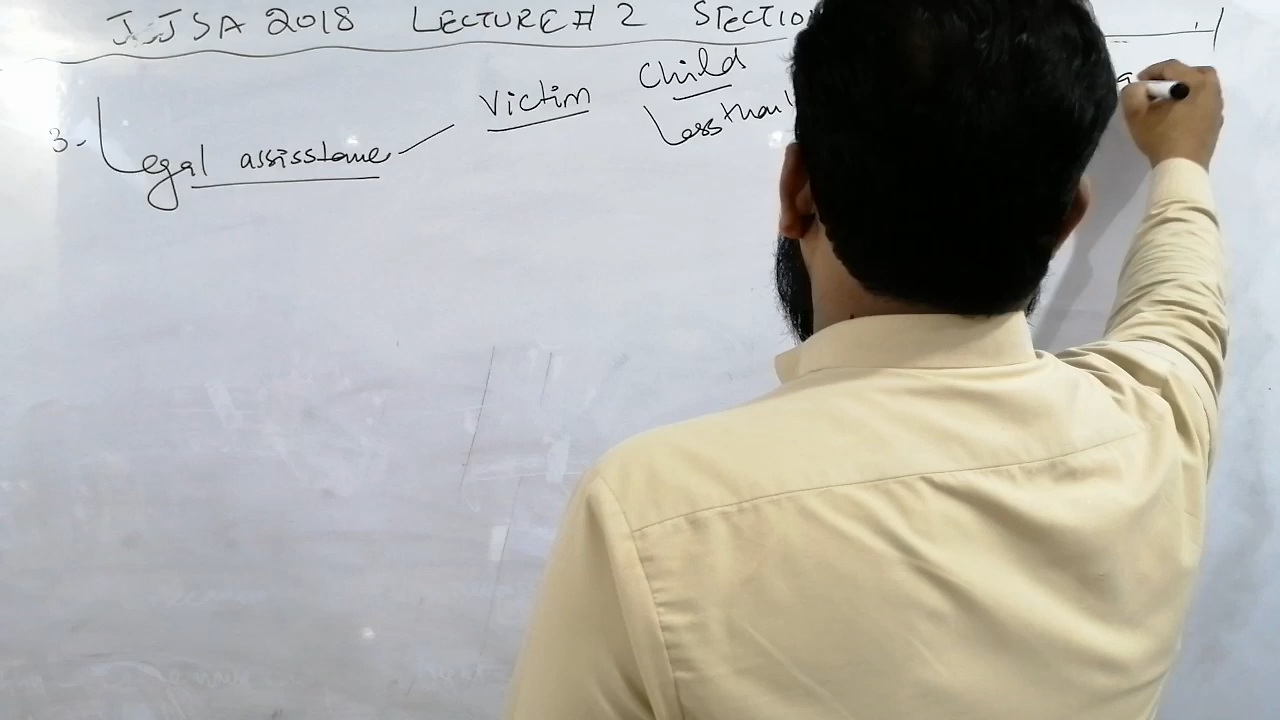 JJSA 2018 LECTURE # 2 SECTIO
Child
Victim
Less than
3. Legal assisstance